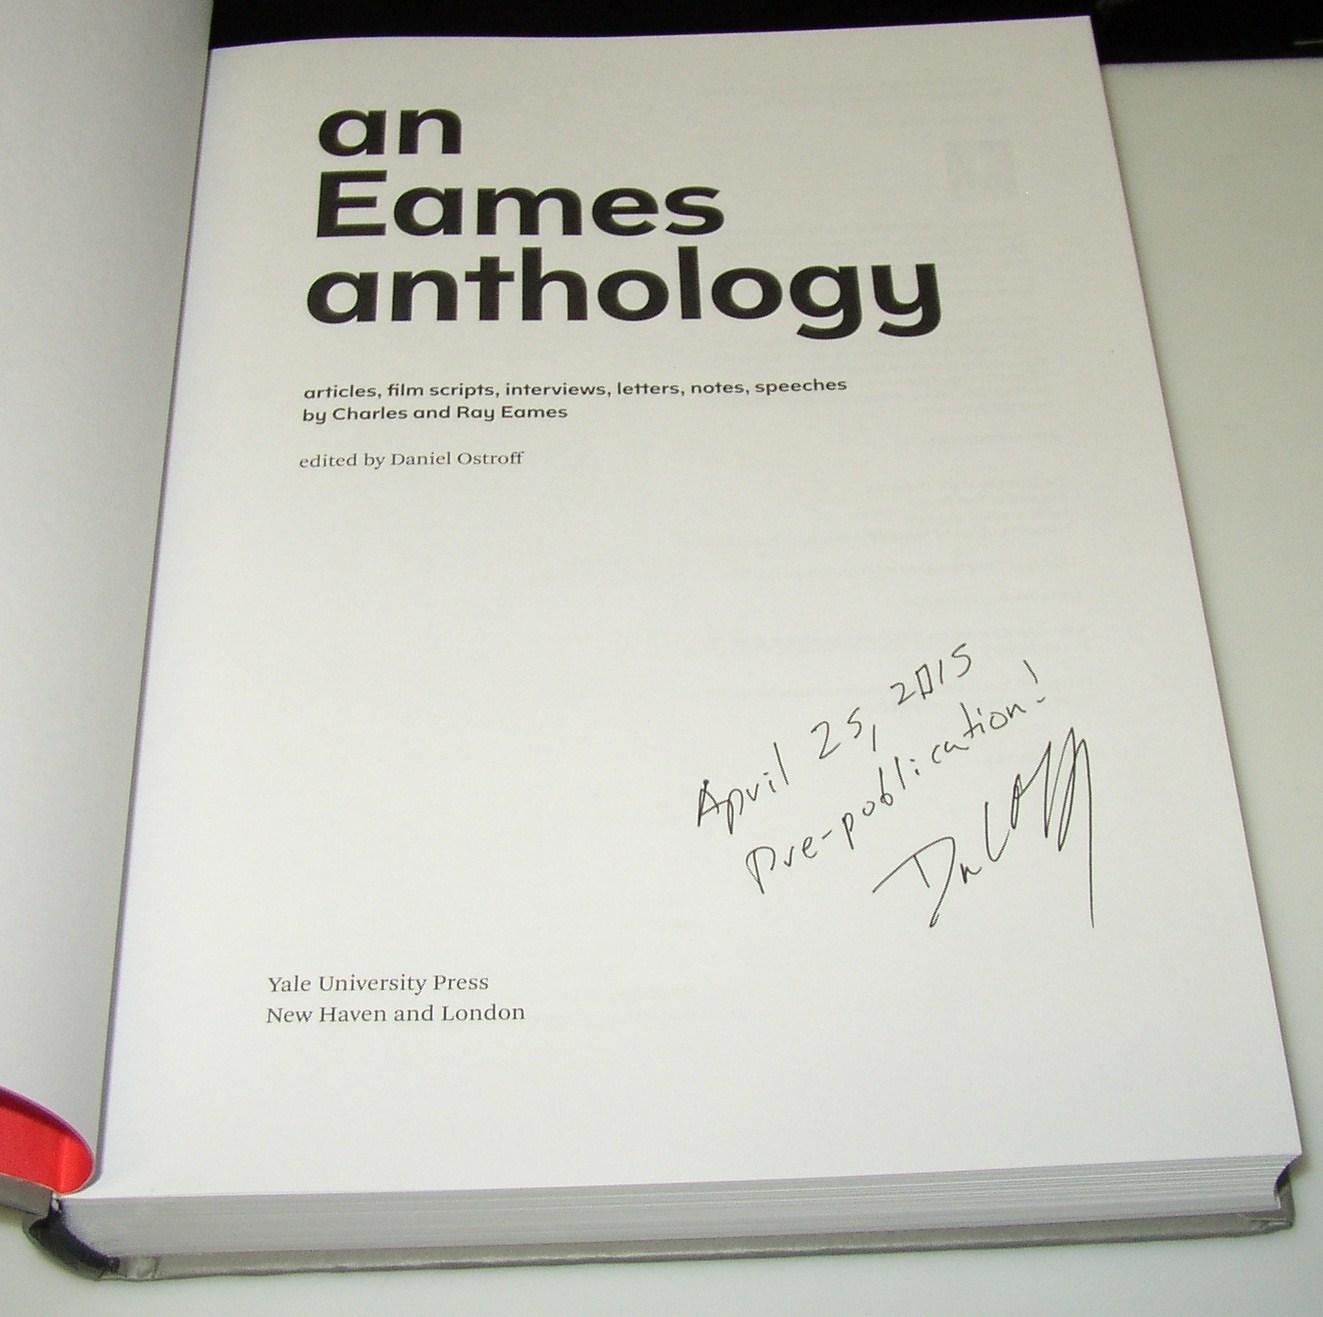 an
Eames
anthology
articles, film scripts, interviews, letters, notes, speeches
by Charles and Ray Eames
edited by Daniel Ostroff
April 25, 2015
Pre-publication!
Yale University Press
New Haven and London